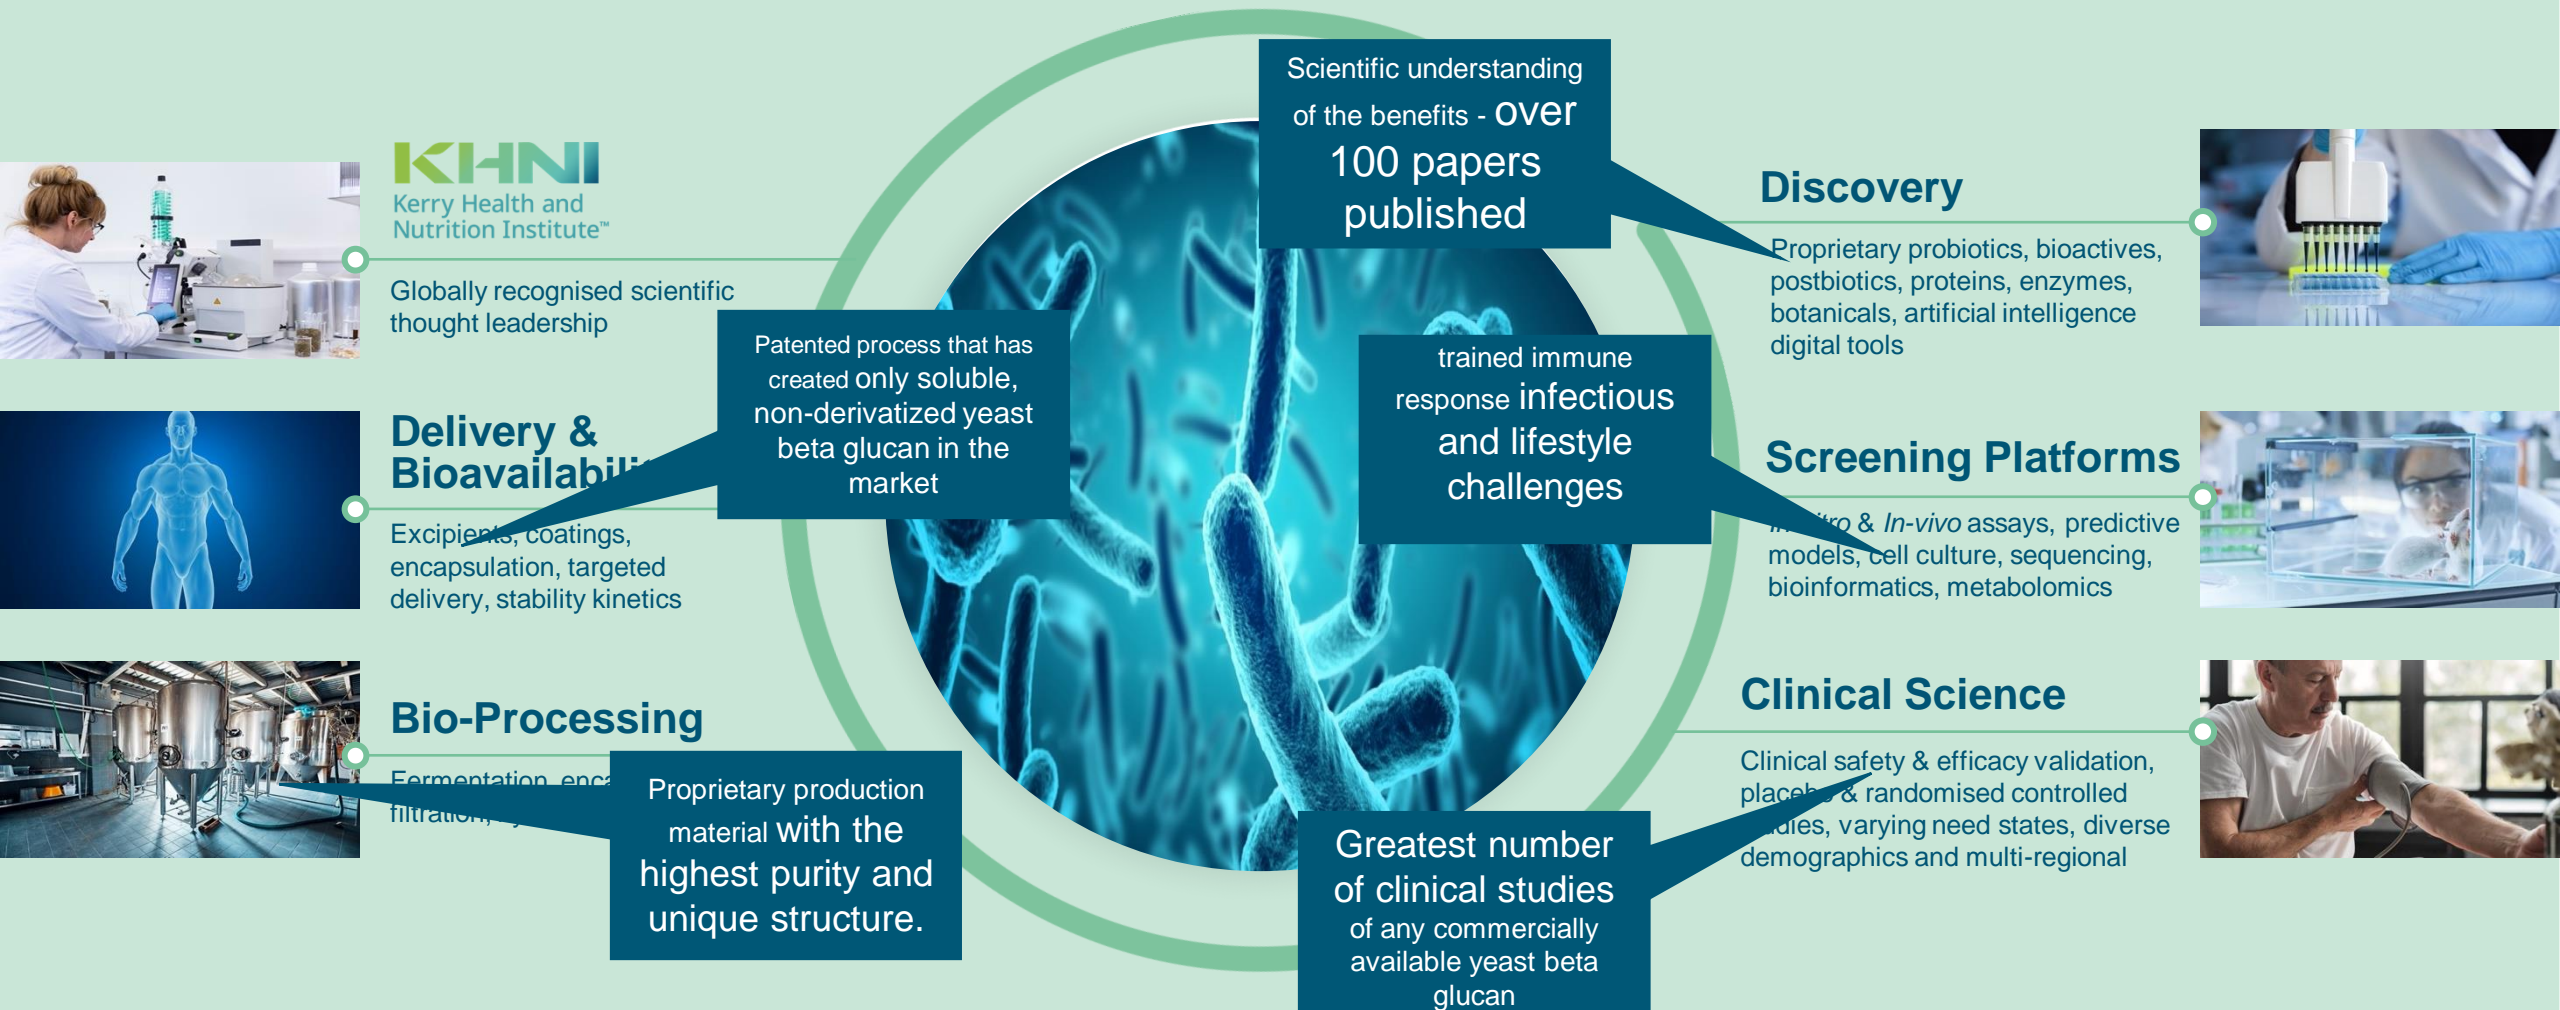 KHNI
Kerry Health and
Nutrition Institute™
Globally recognised scientific
thought leadership
Delivery &
Excipients, coatings,
encapsulation, targeted
delivery, stability kinetics
Bio-Processing
Fermentation,
filtration,
Patented process that has
created only soluble,
non-derivatized yeast
beta glucan in the
market
Proprietary production
material with the
highest purity and
unique structure.
Scientific understanding
of the benefits - over
100 papers
published
trained immune
response infectious
and lifestyle
challenges
Greatest number
of clinical studies
of any commercially
available yeast beta
glucan
Discovery
Proprietary probiotics, bioactives,
postbiotics, proteins, enzymes,
botanicals, artificial intelligence
digital tools
Screening Platforms
& In-vivo assays, predictive
models, cell culture, sequencing,
bioinformatics, metabolomics
Clinical Science
Clinical safety & efficacy validation,
placebo & randomised controlled
varying need states, diverse
demographics and multi-regional